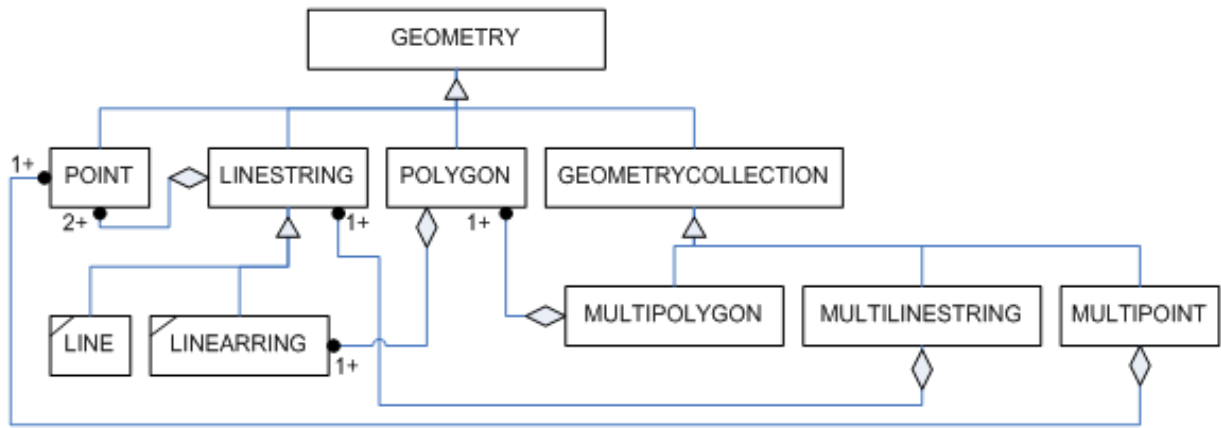 GEOMETRY
1+
POINT
LINESTRING
POLYGON
GEOMETRYCOLLECTION
2+
1+
1+
LINE
LINEARRING
MULTIPOLYGON
MULTILINESTRING
MULTIPOINT
1+